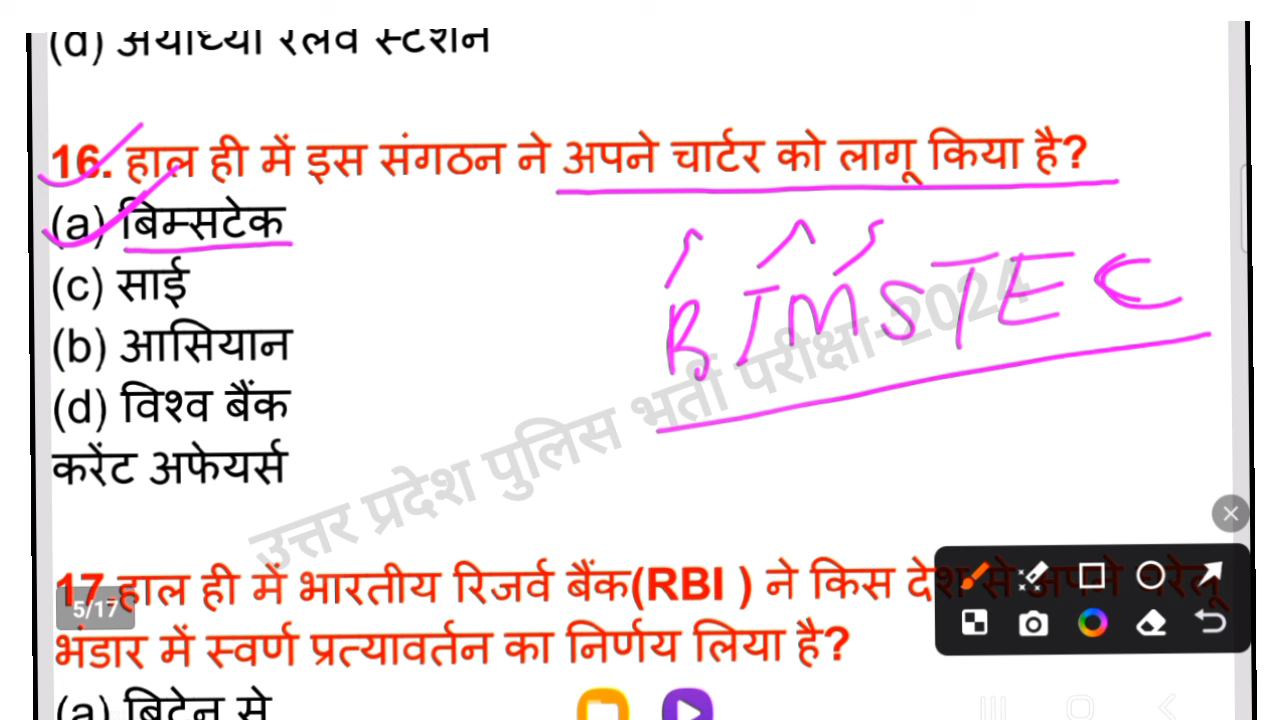 (d) अयोध्या रेलवे स्टेशन
16. हाल ही में इस संगठन ने अपने चार्टर को लागू किया है?
(a) बिम्सटेक
(c) साई
(b) आसियान
(d) विश्व बैंक
करेंट अफेयर्स
BIMSTEC
उत्तर प्रदेश पुलिस भर्ती परीक्षा-2024
17.हाल ही में भारतीय रिजर्व बैंक(RBI ) ने किस देश से अपने घरेलू
5/17
भंडार में स्वर्ण प्रत्यावर्तन का निर्णय लिया है?
(a) ब्रिटेन से